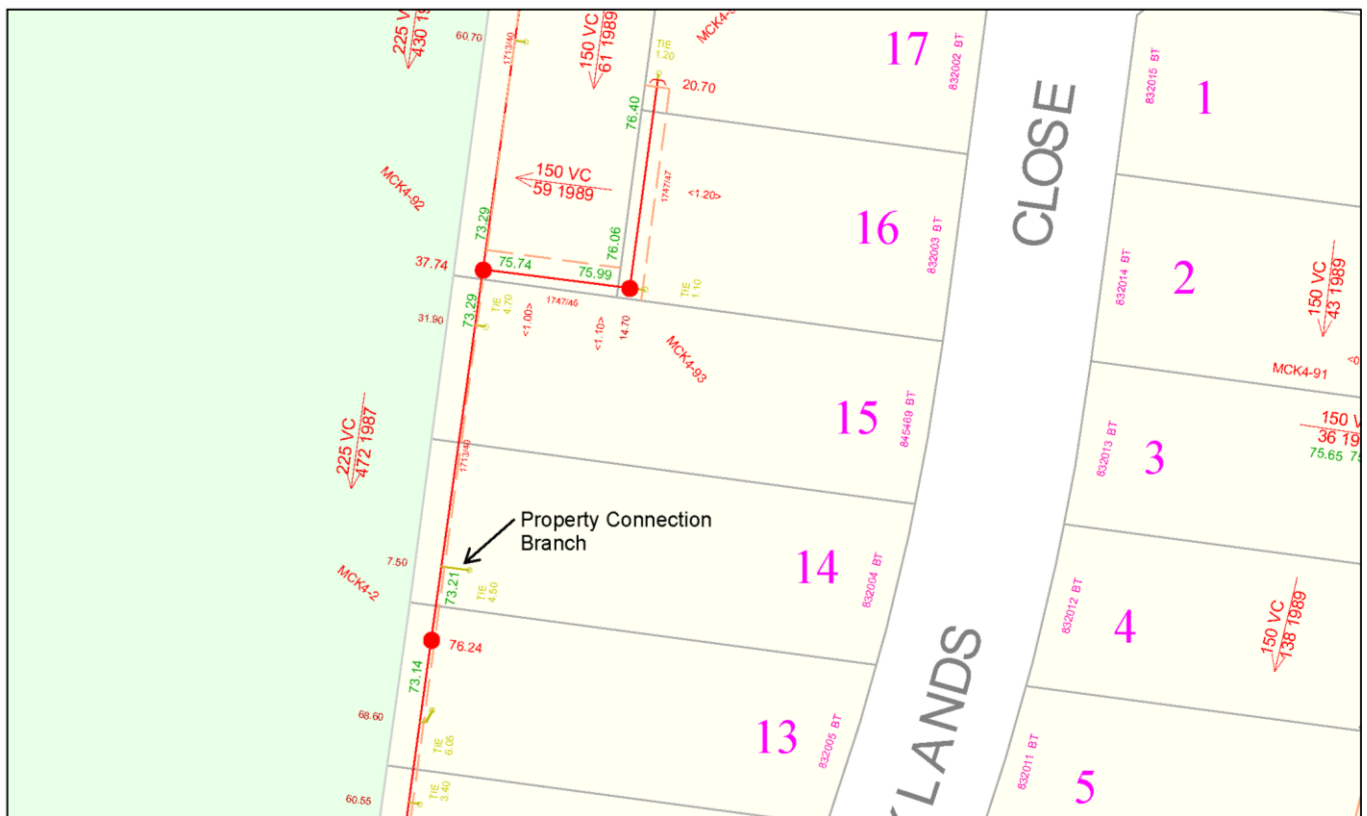 225 VC
60.70
1713/40
150 VC
61 1989
TIE
1.20
20.70
76.40
17
832002 BT
832015 BT
1
CLOSE
MCK4-92
150 VC
59 1989
1747/47
<1.20>
16
832003 BT
73.29
76.06
37.74
75.74
75.99
TIE
1.10
832014 BT
2
150 VC
43 1989
31.90
73.29
TIE
4.70
<1.00>
1747/46
<1.10>
14.70
MCK4-93
MCK4-91
225 VC
472 1987
1713/40
15
845469 BT
832013 BT
3
36 19
75.65
Property Connection
Branch
7.50
MCK4-2
73.21
TIE
4.50
14
832004 BT
832012 BT
4
150 VC
138 1989
76.24
73.14
68.60
TIE
6.05
13
832005 BT
LANDS
832011 BT
5
60.55
TIE
3.40